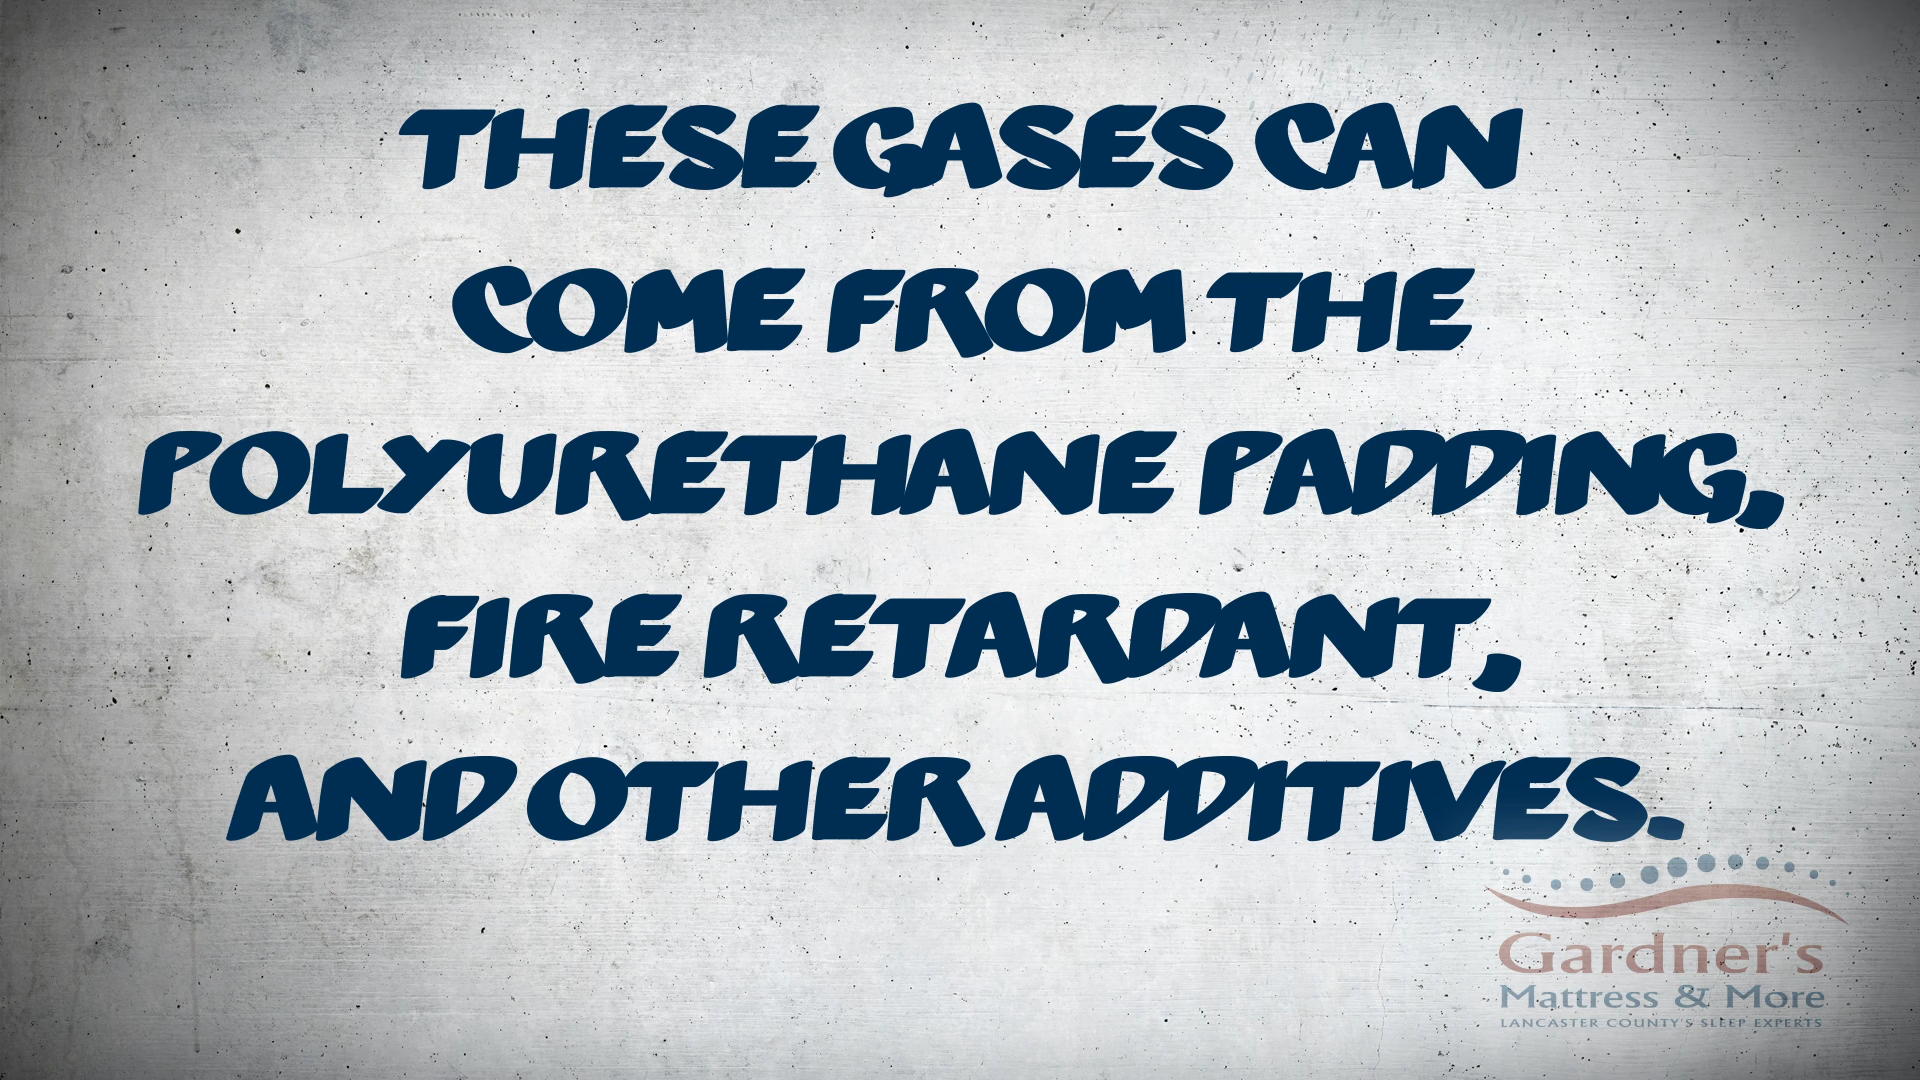 THESE GASES CAN
COME FROM THE
POLYURETHANE PADDING,
FIRE RETARDANT,
AND OTHER ADDITIVES.
Gardner's
Mattress & More
LANCASTER COUNTY'S SLEEP EXPERTS